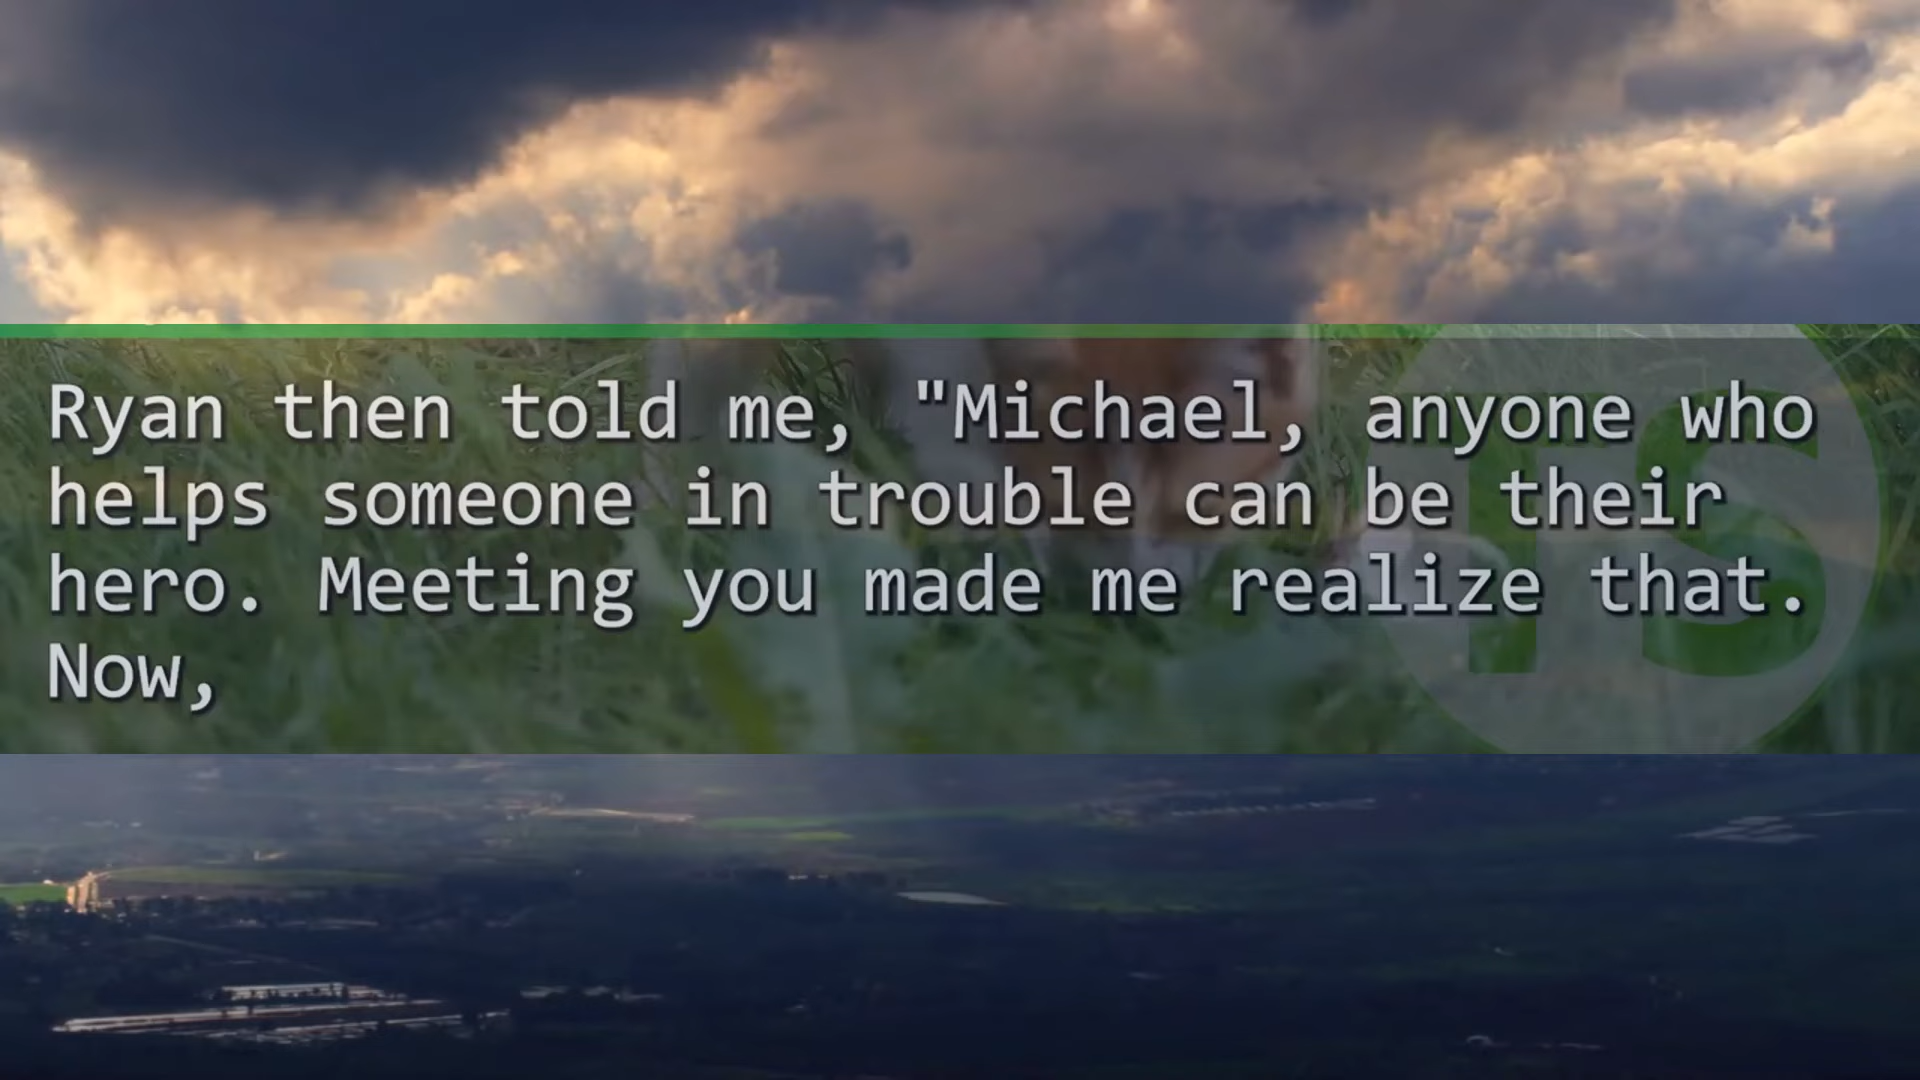 Ryan then told me, "Michael, anyone who
helps someone in trouble can be their
hero. Meeting you made me realize that.
Now,